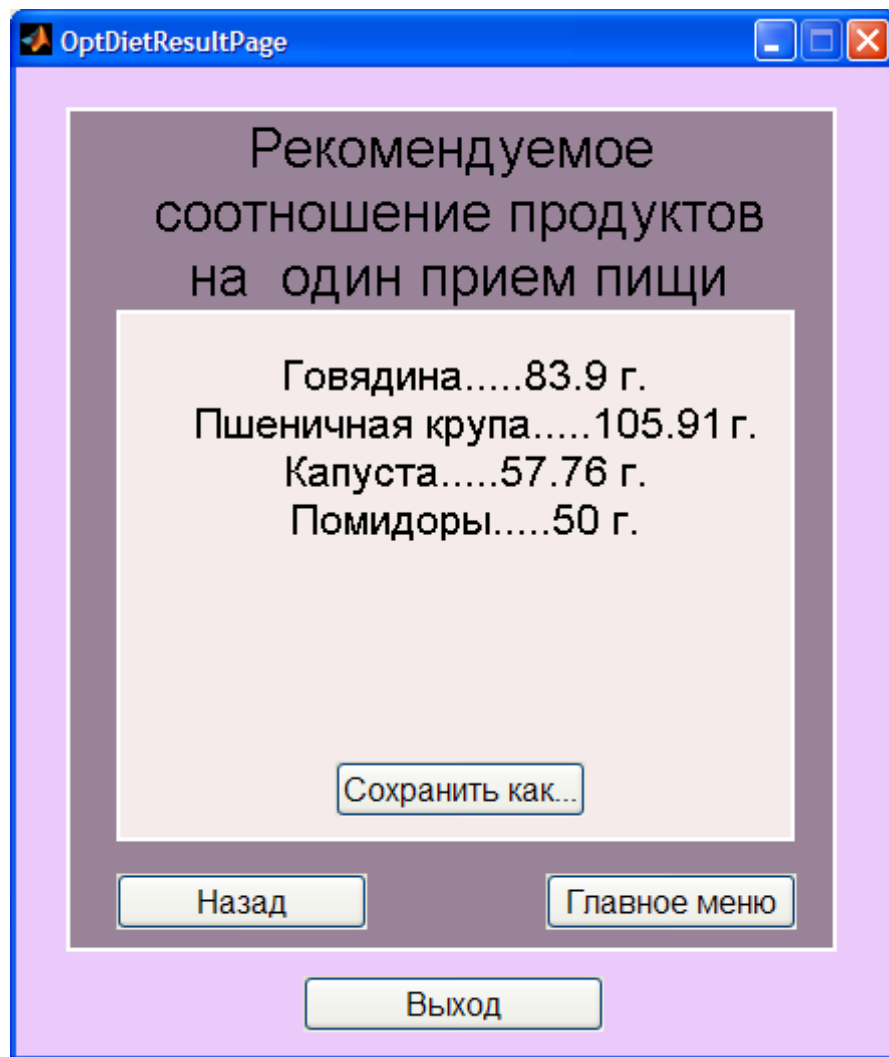 OptDietResultPage
Рекомендуемое
соотношение продуктов
на один прием пищи
Говядина.....83.9 г.
Пшеничная крупа.....105.91 г.
Капуста.....57.76 г.
Помидоры.....50 г.
Сохранить как...
Назад
Главное меню
Выход